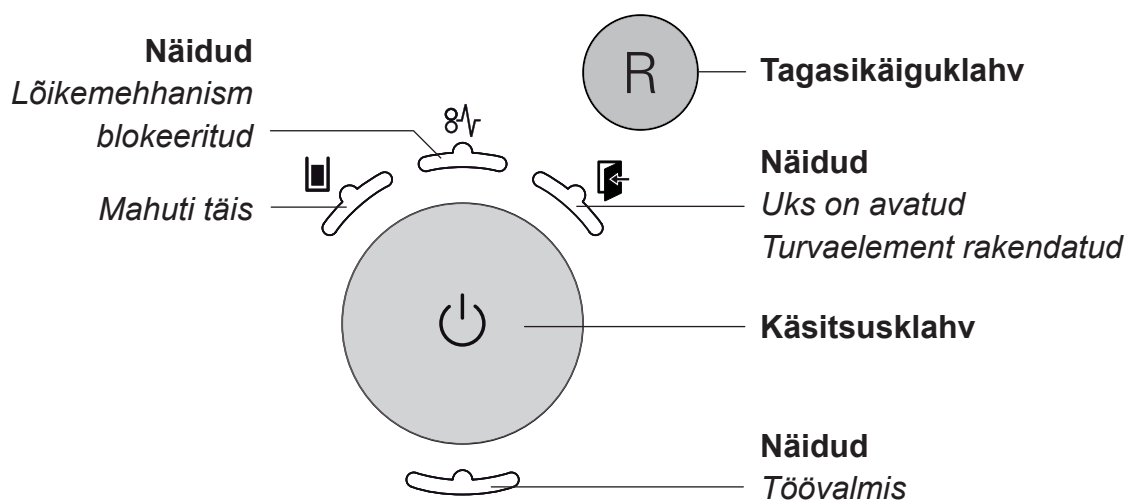 Näidud
Lõikemehhanism
blokeeritud
Mahuti täis
R
Tagasikäiguklahv
Näidud
Uks on avatud
Turvaelement rakendatud
Käsitsusklahv
Näidud
Töövalmis